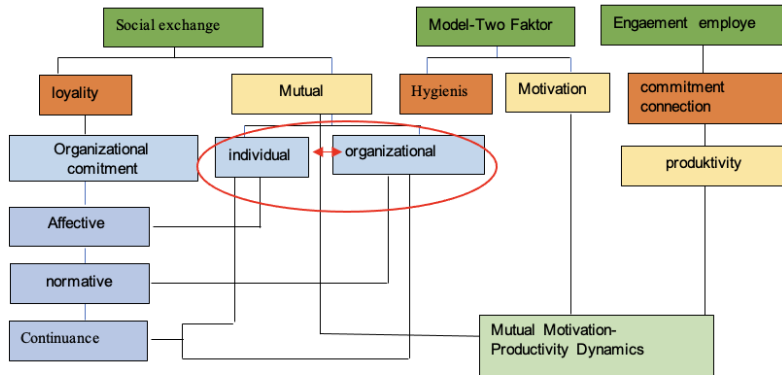 Social exchange
Model-Two Faktor
Engaement employe
loyality
Mutual
Hygienis
Motivation
commitment
connection
Organizational
comitment
individual
organizational
produktivity
Affective
normative
Continuance
Mutual Motivation-
Productivity Dynamics